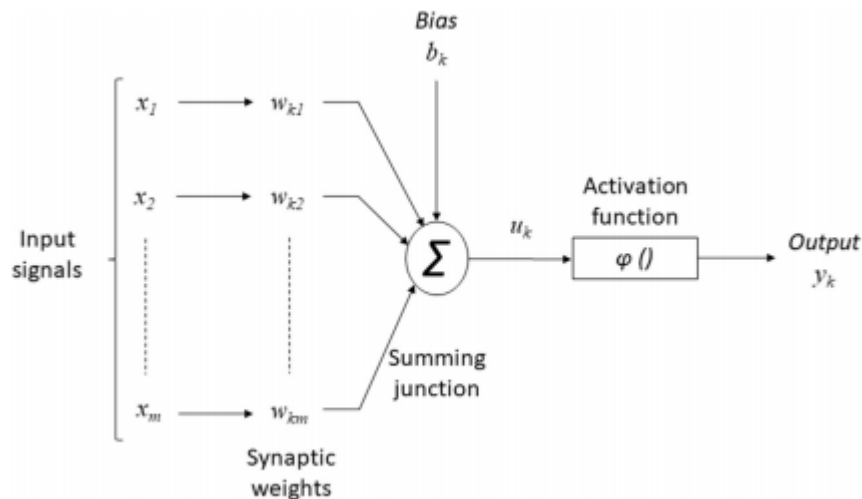 Bias
b_k
x_1
w_k1
x_2
w_k2
Input
signals
Σ
u_k
Activation
function
φ ()
Output
y_k
Summing
junction
x_m
w_km
Synaptic
weights